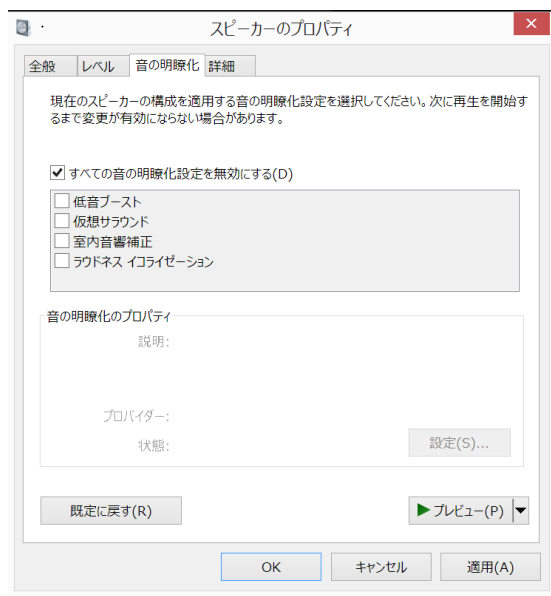 スピーカーのプロパティ
全般
レベル
音の明瞭化
詳細
現在のスピーカーの構成を適用する音の明瞭化設定を選択してください。次に再生を開始す
るまで変更が有効にならない場合があります。
すべての音の明瞭化設定を無効にする(D)
低音ブースト
仮想サラウンド
室内音響補正
ラウドネス イコライゼーション
音の明瞭化のプロパティ
説明:
プロバイダー:
状態:
設定(S)...
既定に戻す(R)
プレビュー(P)
OK
キャンセル
適用(A)